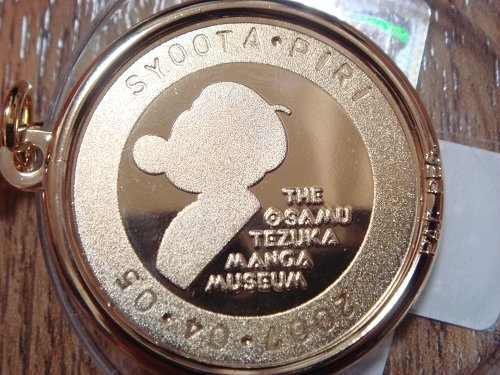 SYOOTA・PIRI
THE
OSAMU
TEZUKA
MANGA
MUSEUM
2007・04・05